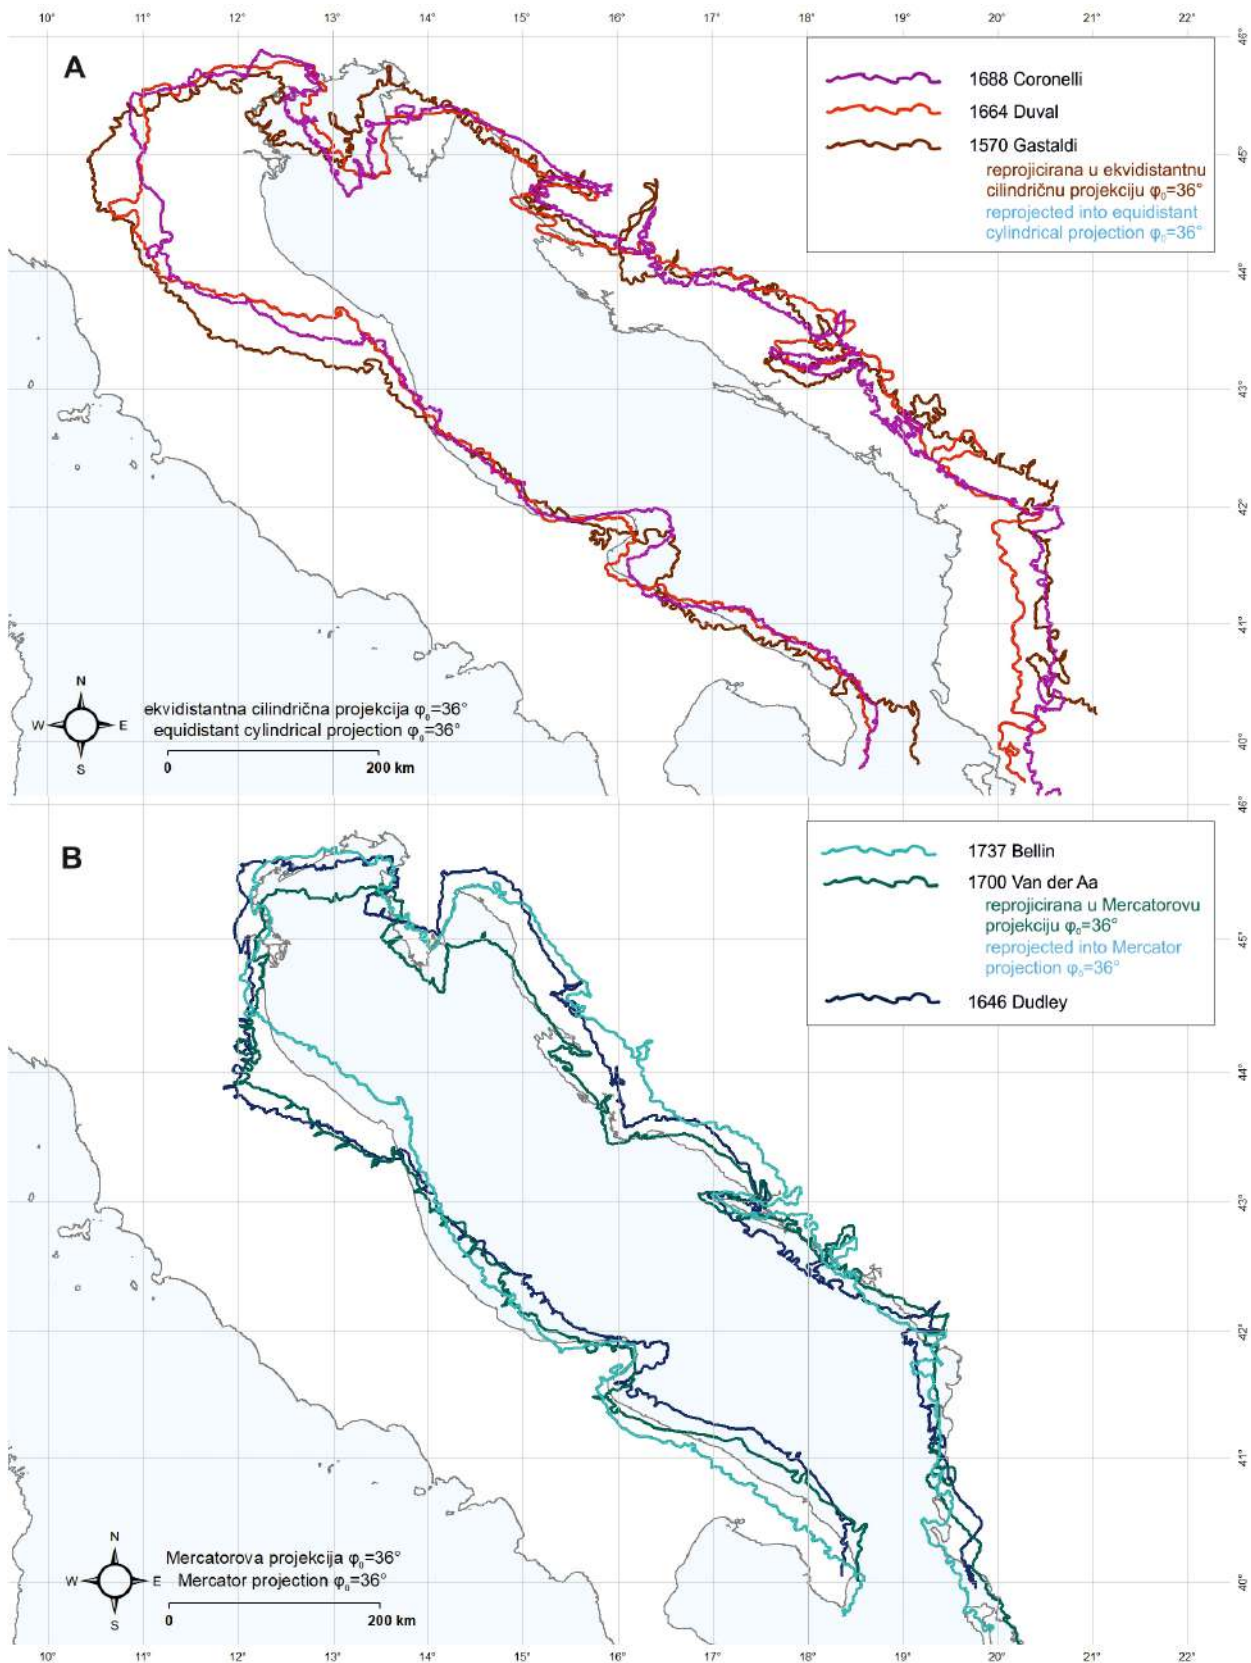 10° 11° 12° 13° 14° 15° 16° 17° 18° 19° 20° 21° 22°
A
1688 Coronelli
1664 Duval
1570 Gastaldi
reprojicirana u ekvidistantnu
cilindričnu projekciju φ₀=36°
reprojected into equidistant
cylindrical projection φ₀=36°
46°
45°
44°
43°
42°
41°
40°
N
W E
S
ekvidistantna cilindrična projekcija φ₀=36°
equidistant cylindrical projection φ₀=36°
0 200 km
B
1737 Bellin
1700 Van der Aa
reprojicirana u Mercatorovu
projekciju φ₀=36°
reprojected into Mercator
projection φ₀=36°
1646 Dudley
46°
45°
44°
43°
42°
41°
40°
N
W E
S
Mercatorova projekcija φ₀=36°
Mercator projection φ₀=36°
0 200 km
10° 11° 12° 13° 14° 15° 16° 17° 18° 19° 20° 21° 22°